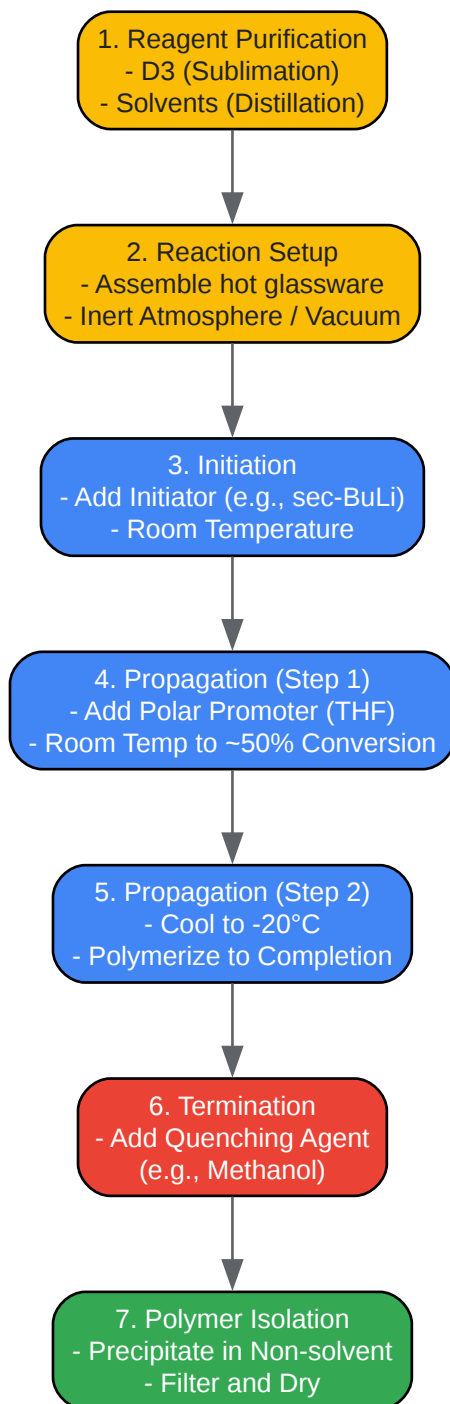 1. Reagent Purification
- D3 (Sublimation)
- Solvents (Distillation)
2. Reaction Setup
- Assemble hot glassware
- Inert Atmosphere / Vacuum
3. Initiation
- Add Initiator (e.g., sec-BuLi)
- Room Temperature
4. Propagation (Step 1)
- Add Polar Promoter (THF)
- Room Temp to ~50% Conversion
5. Propagation (Step 2)
- Cool to -20°C
- Polymerize to Completion
6. Termination
- Add Quenching Agent
(e.g., Methanol)
7. Polymer Isolation
- Precipitate in Non-solvent
- Filter and Dry